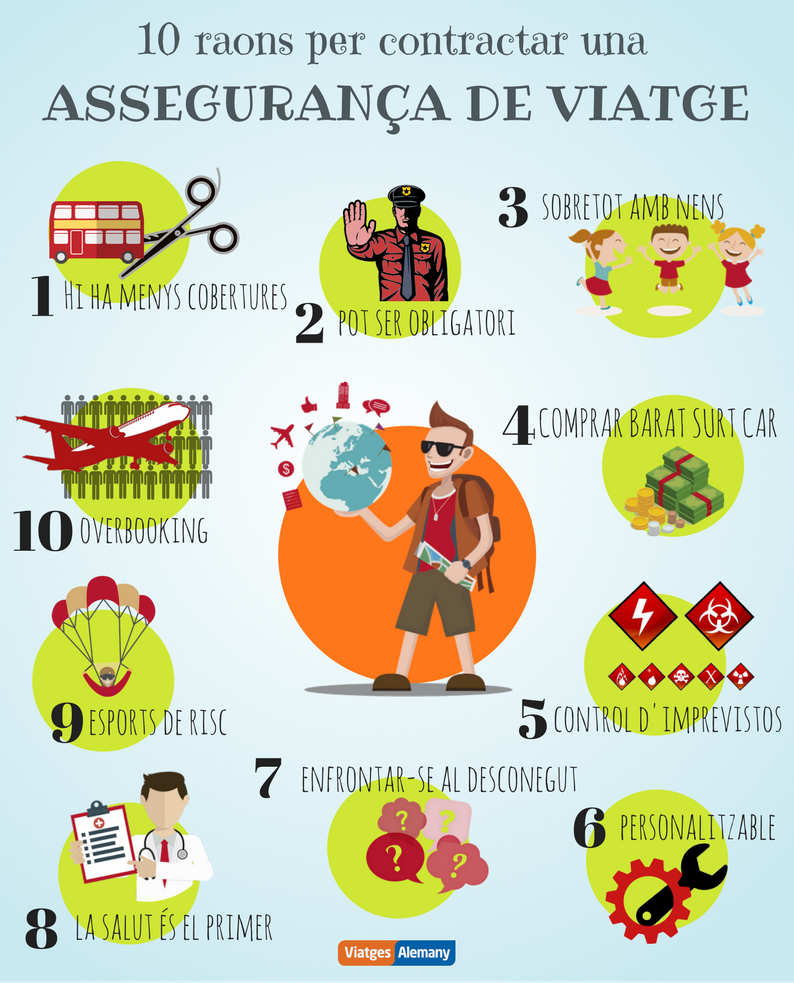 10 raons per contractar una
ASSEGURANÇA DE VIATGE
1 HI HA MENYS COBERTURES
2 POT SER OBLIGATORI
3 SOBRETOT AMB NENS
4 COMPRAR BARAT SURT CAR
5 CONTROL D'IMPREVISTOS
6 PERSONALITZABLE
7 ENFRONTAR-SE AL DESCONEGUT
8 LA SALUT ÉS EL PRIMER
9 ESPORTS DE RISC
10 OVERBOOKING
Viatges Alemany